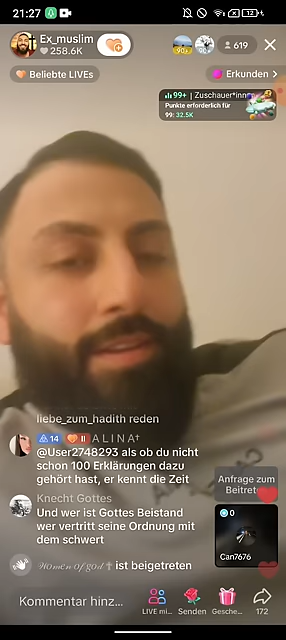 21:27
Ex_muslim
258.6K
619
Beliebte LIVEs
Erkunden >
99+ | Zuschauer*innen
Punkte erforderlich für
99: 32.5K
liebe_zum_hadith reden
14 A L I N A†
@User2748293 als ob du nicht
schon 100 Erklärungen dazu
gehört hast, er kennt die Zeit
Knecht Gottes
Und wer ist Gottes Beistand
wer vertritt seine Ordnung mit
dem schwert
Women of god † ist beigetreten
Anfrage zum
0
Can7676
Kommentar hinz...
LIVE mi...
Senden
Gesche...
172